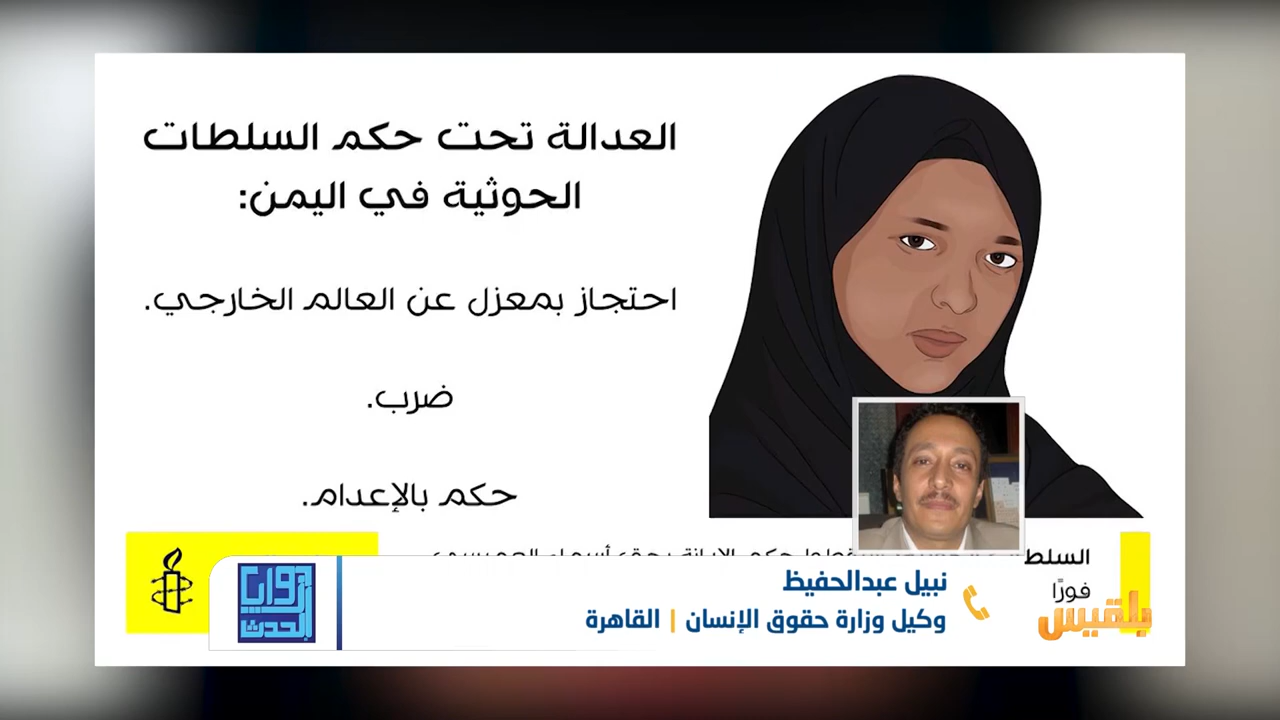 العدالة تحت حكم السلطات
الحوثية في اليمن:
احتجاز بمعزل عن العالم الخارجي.
ضرب.
حكم بالإعدام.
فورًا
نبيل عبدالحفيظ
وكيل وزارة حقوق الإنسان | القاهرة
زوايا الحدث
بلقيس